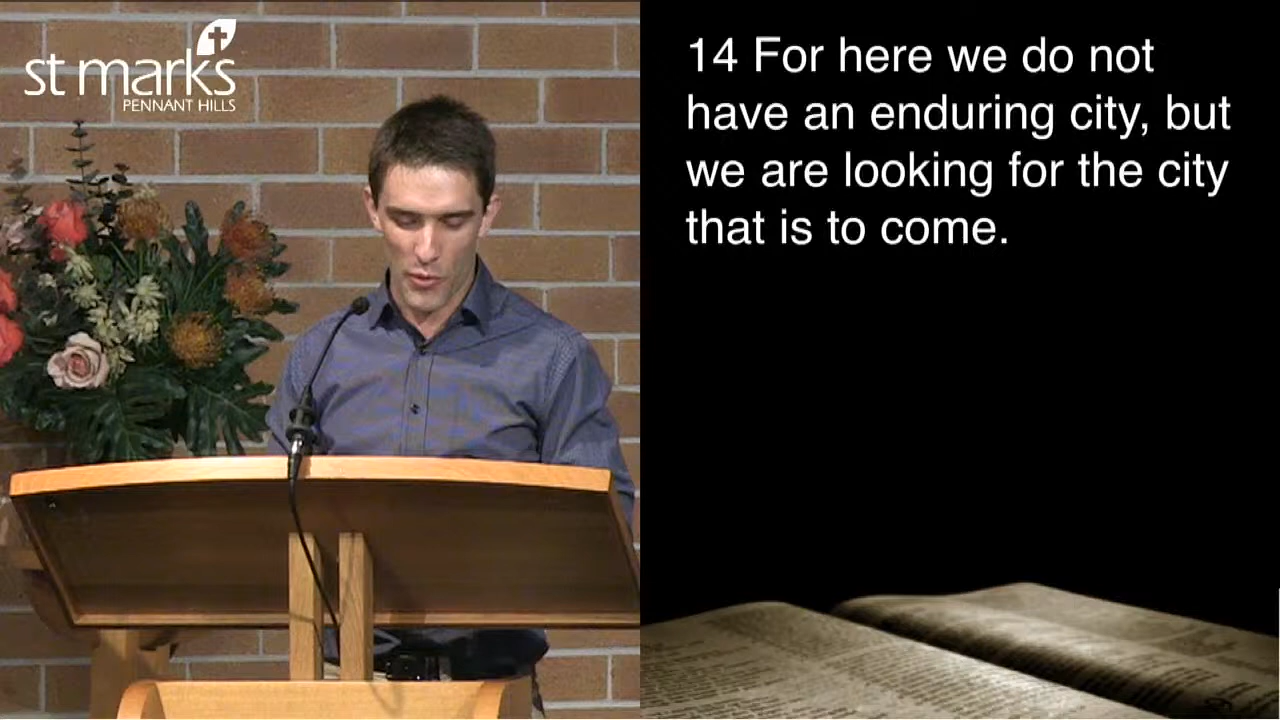 st marks
PENNANT HILLS
14 For here we do not
have an enduring city, but
we are looking for the city
that is to come.